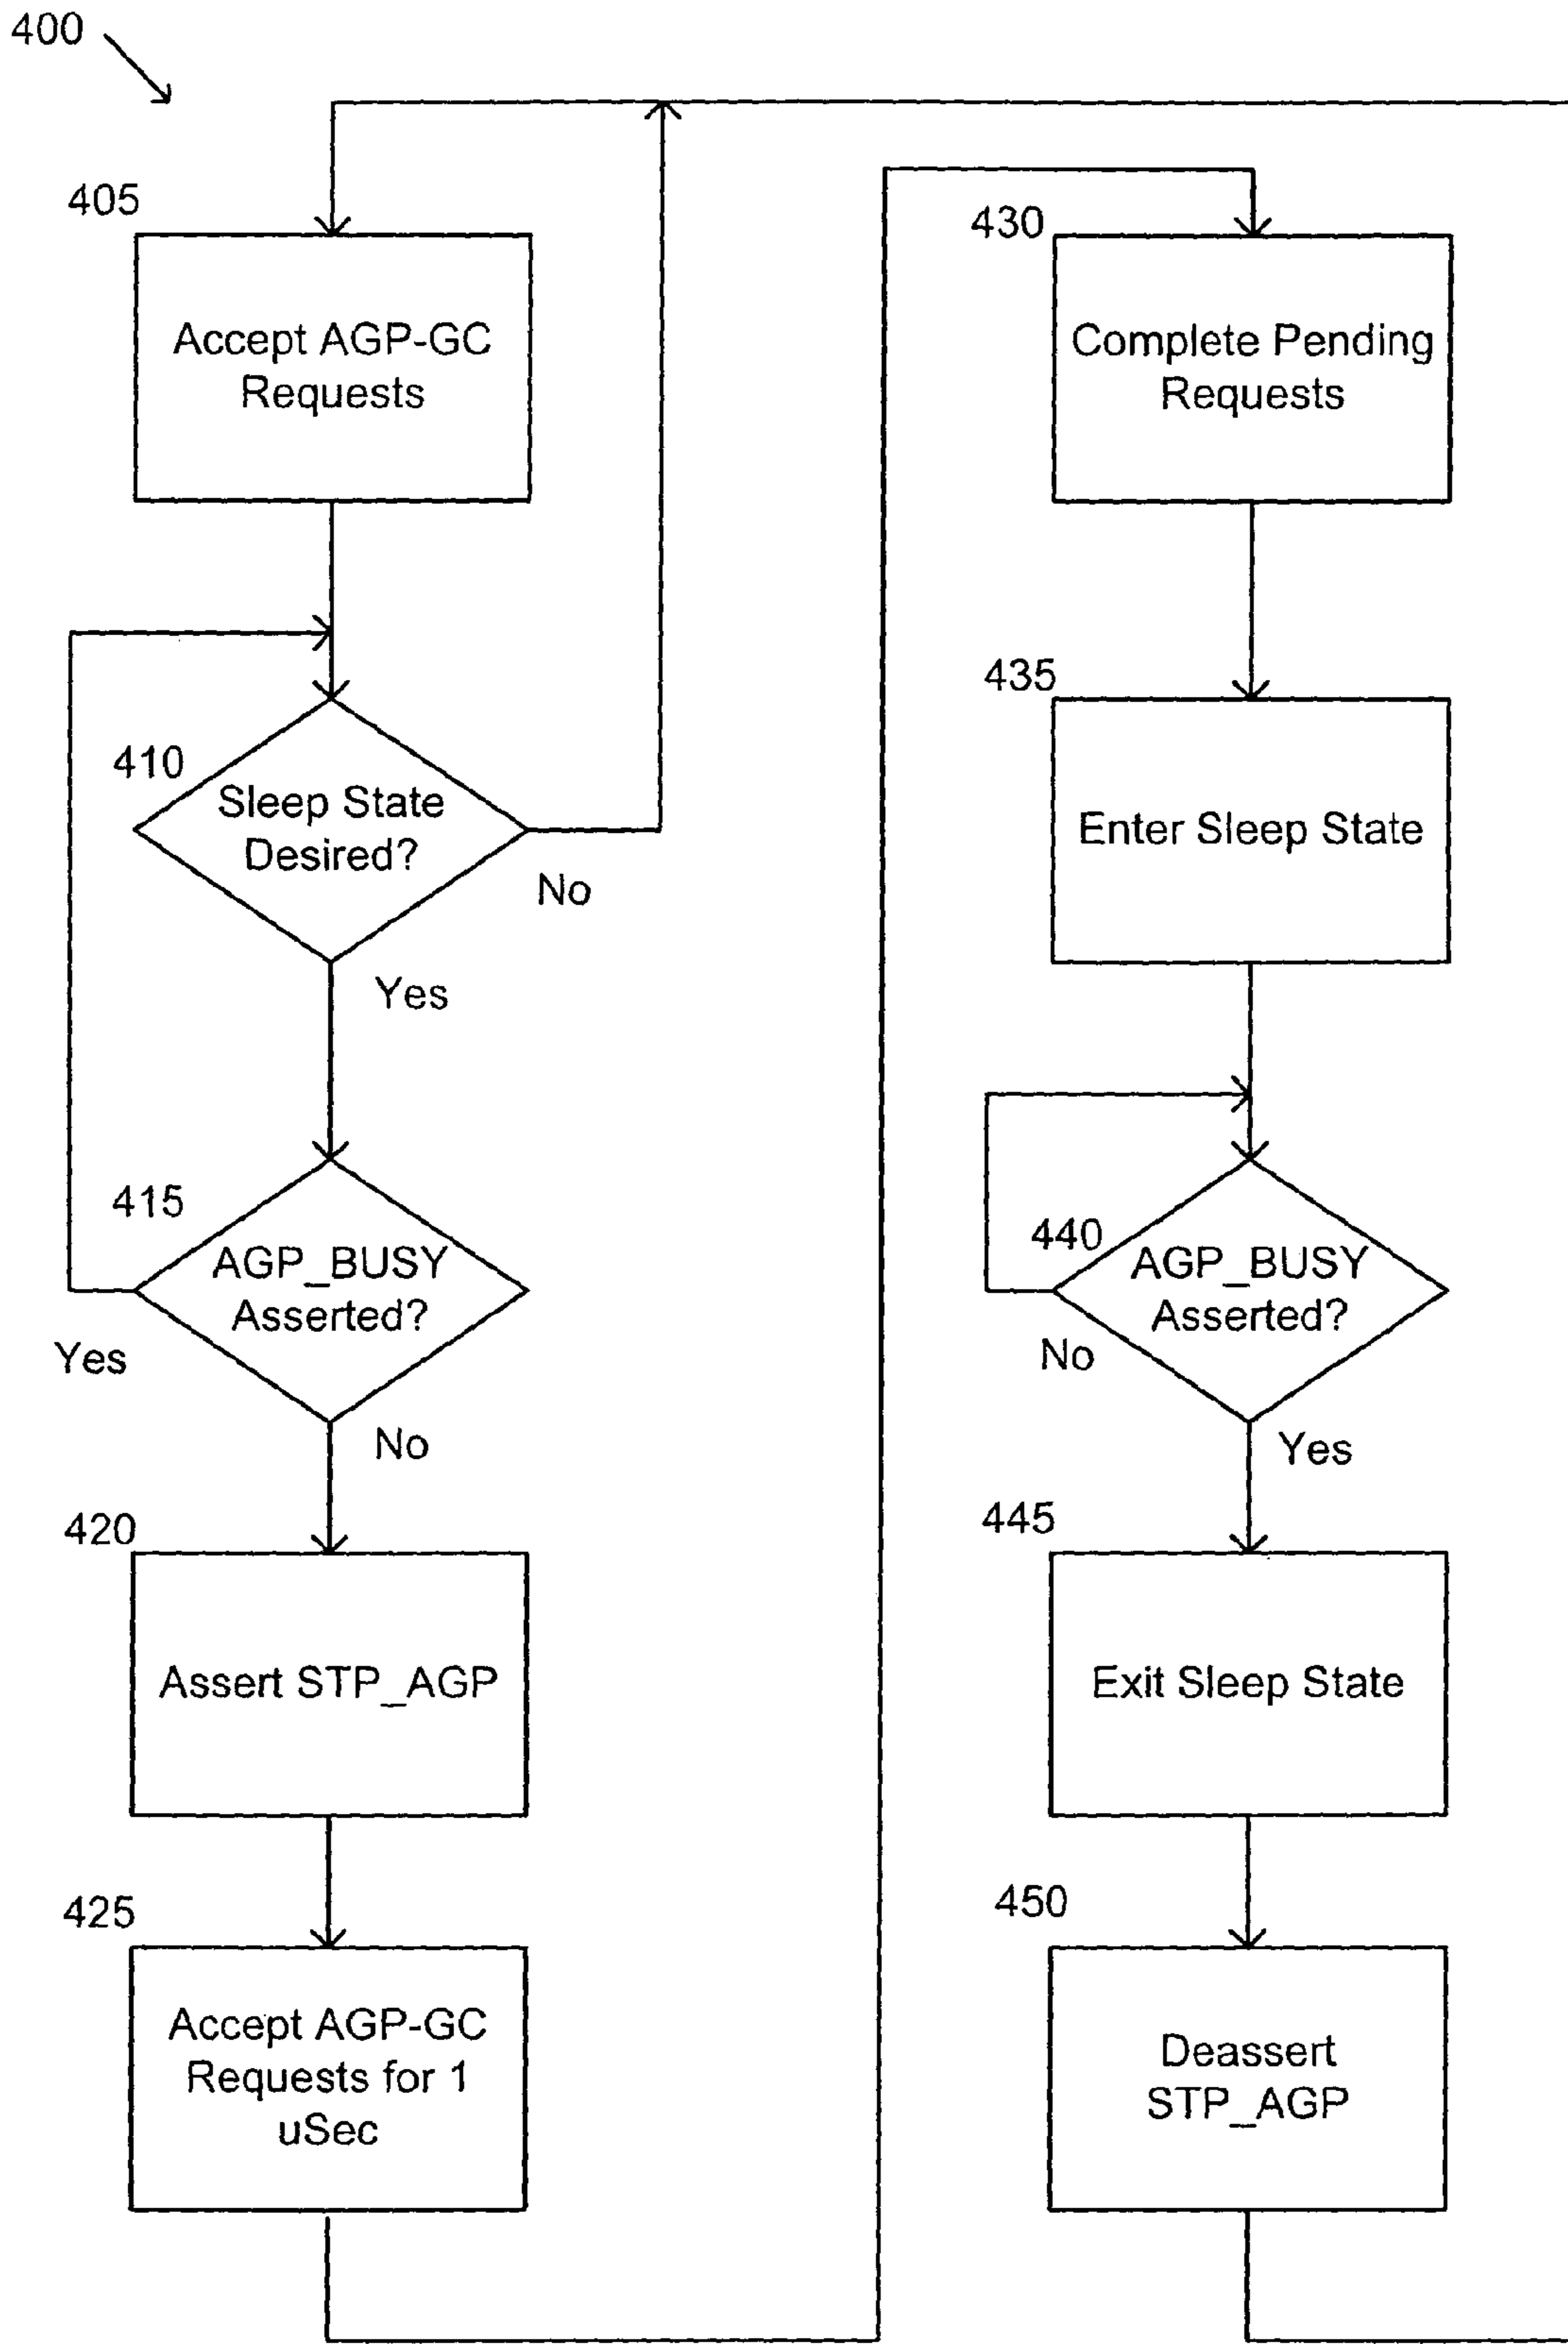 400
405
Accept AGP-GC
Requests
410
Sleep State
Desired?
No
Yes
415
AGP_BUSY
Asserted?
Yes
No
420
Assert STP_AGP
425
Accept AGP-GC
Requests for 1
uSec
430
Complete Pending
Requests
435
Enter Sleep State
440
AGP_BUSY
Asserted?
No
Yes
445
Exit Sleep State
450
Deassert
STP_AGP